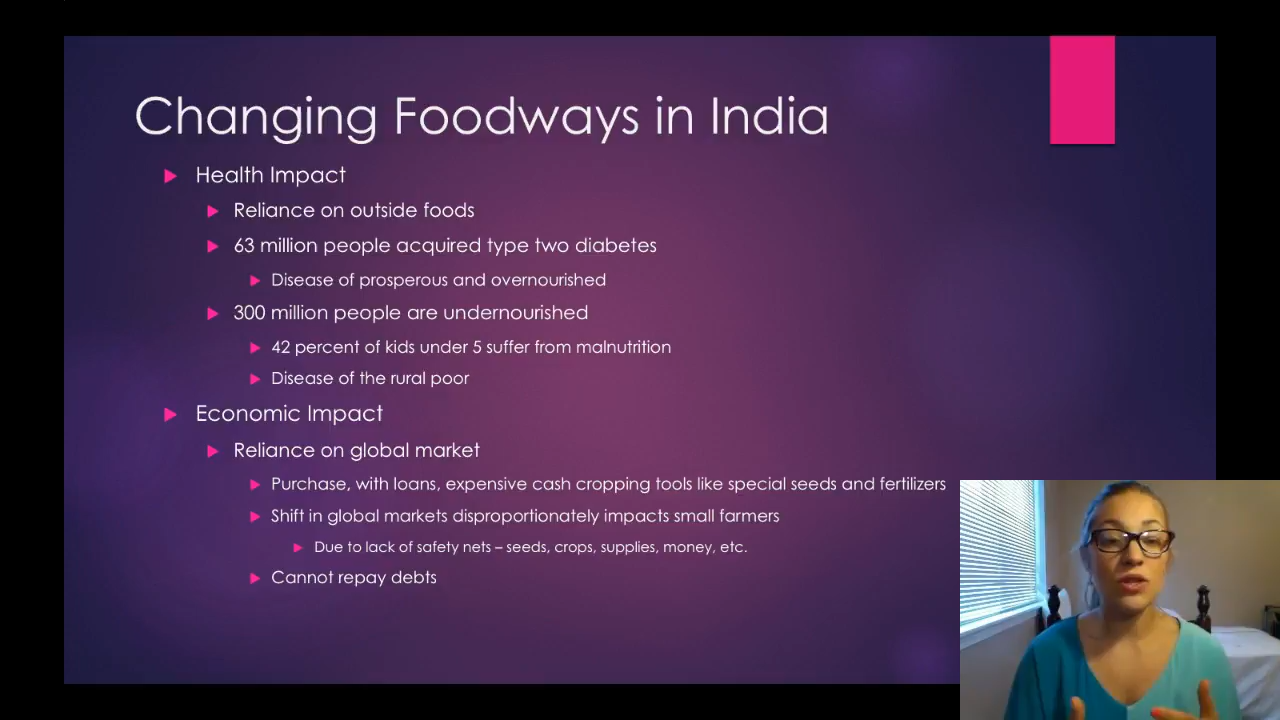 Changing Foodways in India
Health Impact
Reliance on outside foods
63 million people acquired type two diabetes
Disease of prosperous and overnourished
300 million people are undernourished
42 percent of kids under 5 suffer from malnutrition
Disease of the rural poor
Economic Impact
Reliance on global market
Purchase, with loans, expensive cash cropping tools like special seeds and fertilizers
Shift in global markets disproportionately impacts small farmers
Due to lack of safety nets – seeds, crops, supplies, money, etc.
Cannot repay debts